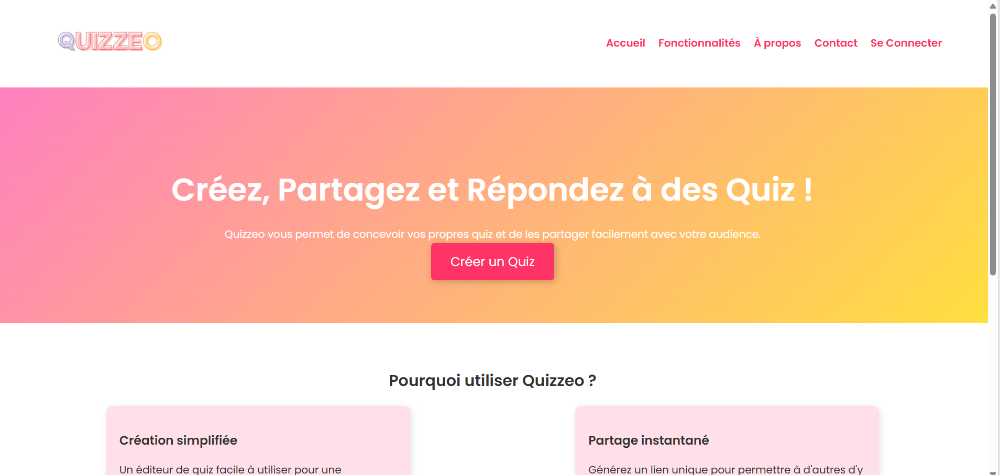 QUIZZEO
Accueil Fonctionnalités À propos Contact Se Connecter
Créez, Partagez et Répondez à des Quiz !
Quizzeo vous permet de concevoir vos propres quiz et de les partager facilement avec votre audience.
Créer un Quiz
Pourquoi utiliser Quizzeo ?
Création simplifiée
Un éditeur de quiz facile à utiliser pour une
Partage instantané
Générez un lien unique pour permettre à d'autres d'y